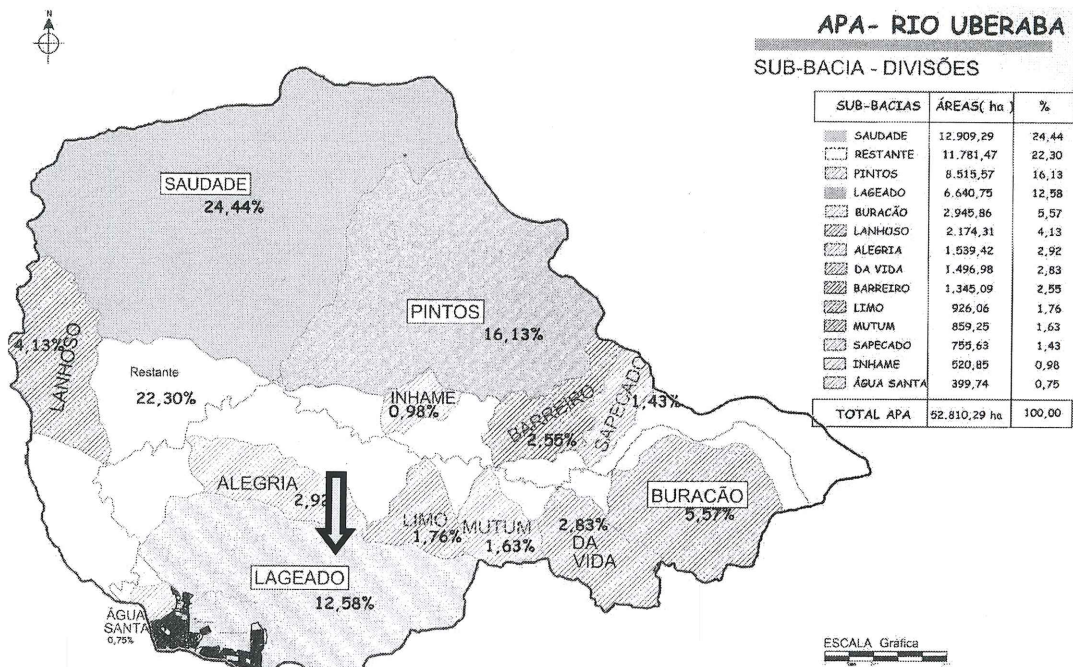 N
APA- RIO UBERABA
SUB-BACIA - DIVISÕES
SUB-BACIAS ÁREAS( ha ) %
SAUDADE 12.909,29 24,44
RESTANTE 11.781,47 22,30
PINTOS 8.515,57 16,13
LAGEADO 6.640,75 12,58
BURACÃO 2.945,86 5,57
LANHOSO 2.174,31 4,13
ALEGRIA 1.539,42 2,92
DA VIDA 1.496,98 2,83
BARREIRO 1,345,09 2,55
LIMO 926,06 1,76
MUTUM 859,25 1,63
SAPECADO 755,63 1,43
INHAME 520,85 0,98
ÁGUA SANTA 399,74 0,75
TOTAL APA 52.810,29 ha 100,00
SAUDADE
24,44%
PINTOS
16,13%
4,13%
LANHOSO
Restante
22,30%
INHAME
0,98%
BARREIRO
2,55%
SAPECADO
1,43%
ALEGRIA
2,92
LIMO
1,76%
MUTUM
1,63%
2,83%
DA
VIDA
BURACÃO
5,57%
LAGEADO
12,58%
ÁGUA
SANTA
0,75%
ESCALA Gráfica